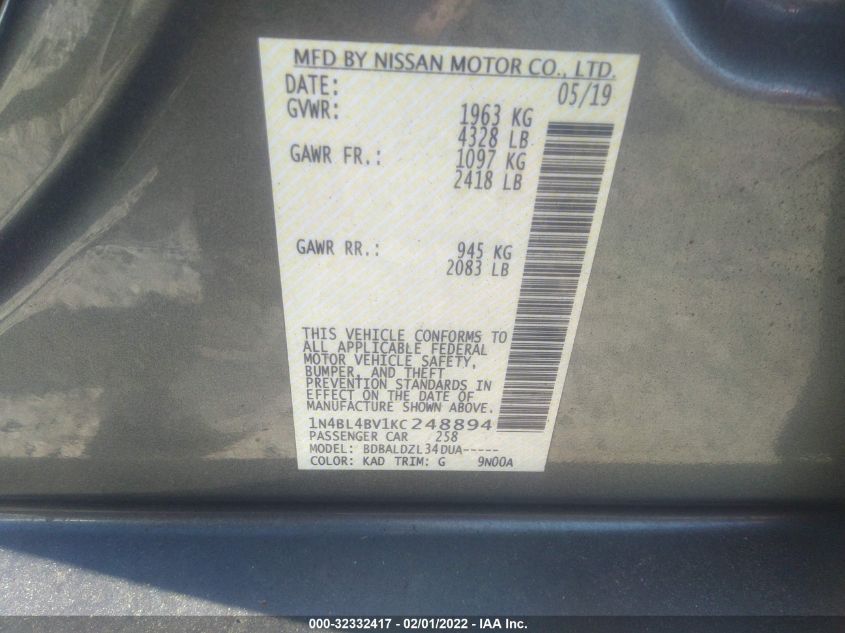 MFD BY NISSAN MOTOR CO., LTD.
DATE: 05/19
GVWR: 1963 KG
4328 LB
GAWR FR.: 1097 KG
2418 LB
GAWR RR.: 945 KG
2083 LB
THIS VEHICLE CONFORMS TO
ALL APPLICABLE FEDERAL
MOTOR VEHICLE SAFETY,
BUMPER, AND THEFT
PREVENTION STANDARDS IN
EFFECT ON THE DATE OF
MANUFACTURE SHOWN ABOVE.
1N4BL4BV1KC248894
PASSENGER CAR 258
MODEL: BDBALDZL34DUA-----
COLOR: KAD TRIM: G 9N00A
000-32332417 - 02/01/2022 - IAA Inc.